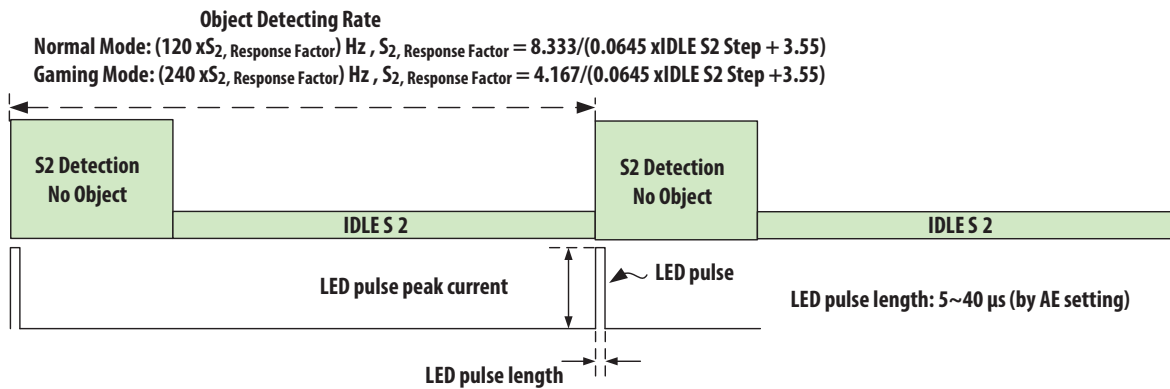 Object Detecting Rate
Normal Mode: (120 xS2, Response Factor) Hz , S2, Response Factor = 8.333/(0.0645 xIDLE S2 Step + 3.55)
Gaming Mode: (240 xS2, Response Factor) Hz , S2, Response Factor = 4.167/(0.0645 xIDLE S2 Step +3.55)
S2 Detection
No Object
S2 Detection
No Object
IDLE S 2
IDLE S 2
LED pulse peak current
LED pulse
LED pulse length: 5~40 μs (by AE setting)
LED pulse length